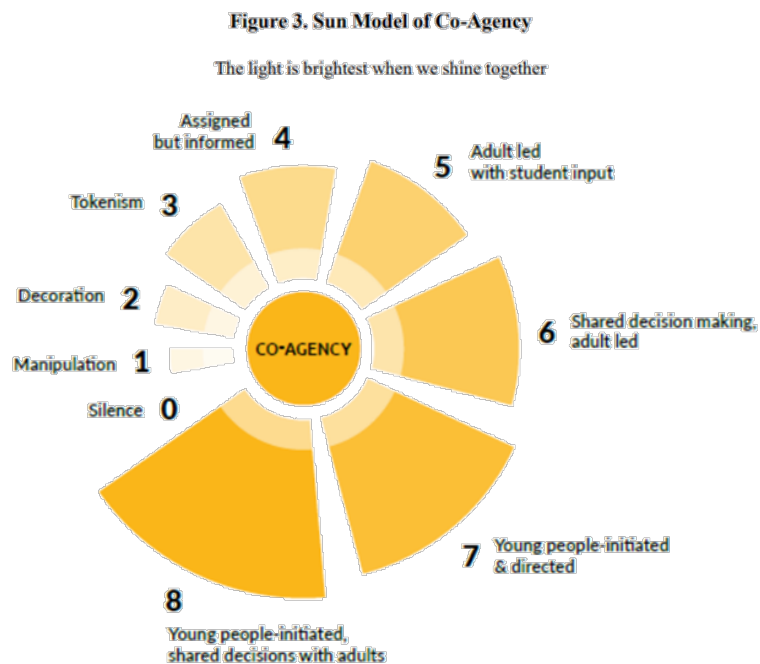 Figure 3. Sun Model of Co-Agency
The light is brightest when we shine together
Assigned
but informed
4
5
Adult led
with student input
Tokenism
3
Decoration
2
6
Shared decision making,
adult led
CO-AGENCY
Manipulation
1
Silence
0
7
Young people-initiated
& directed
8
Young people-initiated,
shared decisions with adults